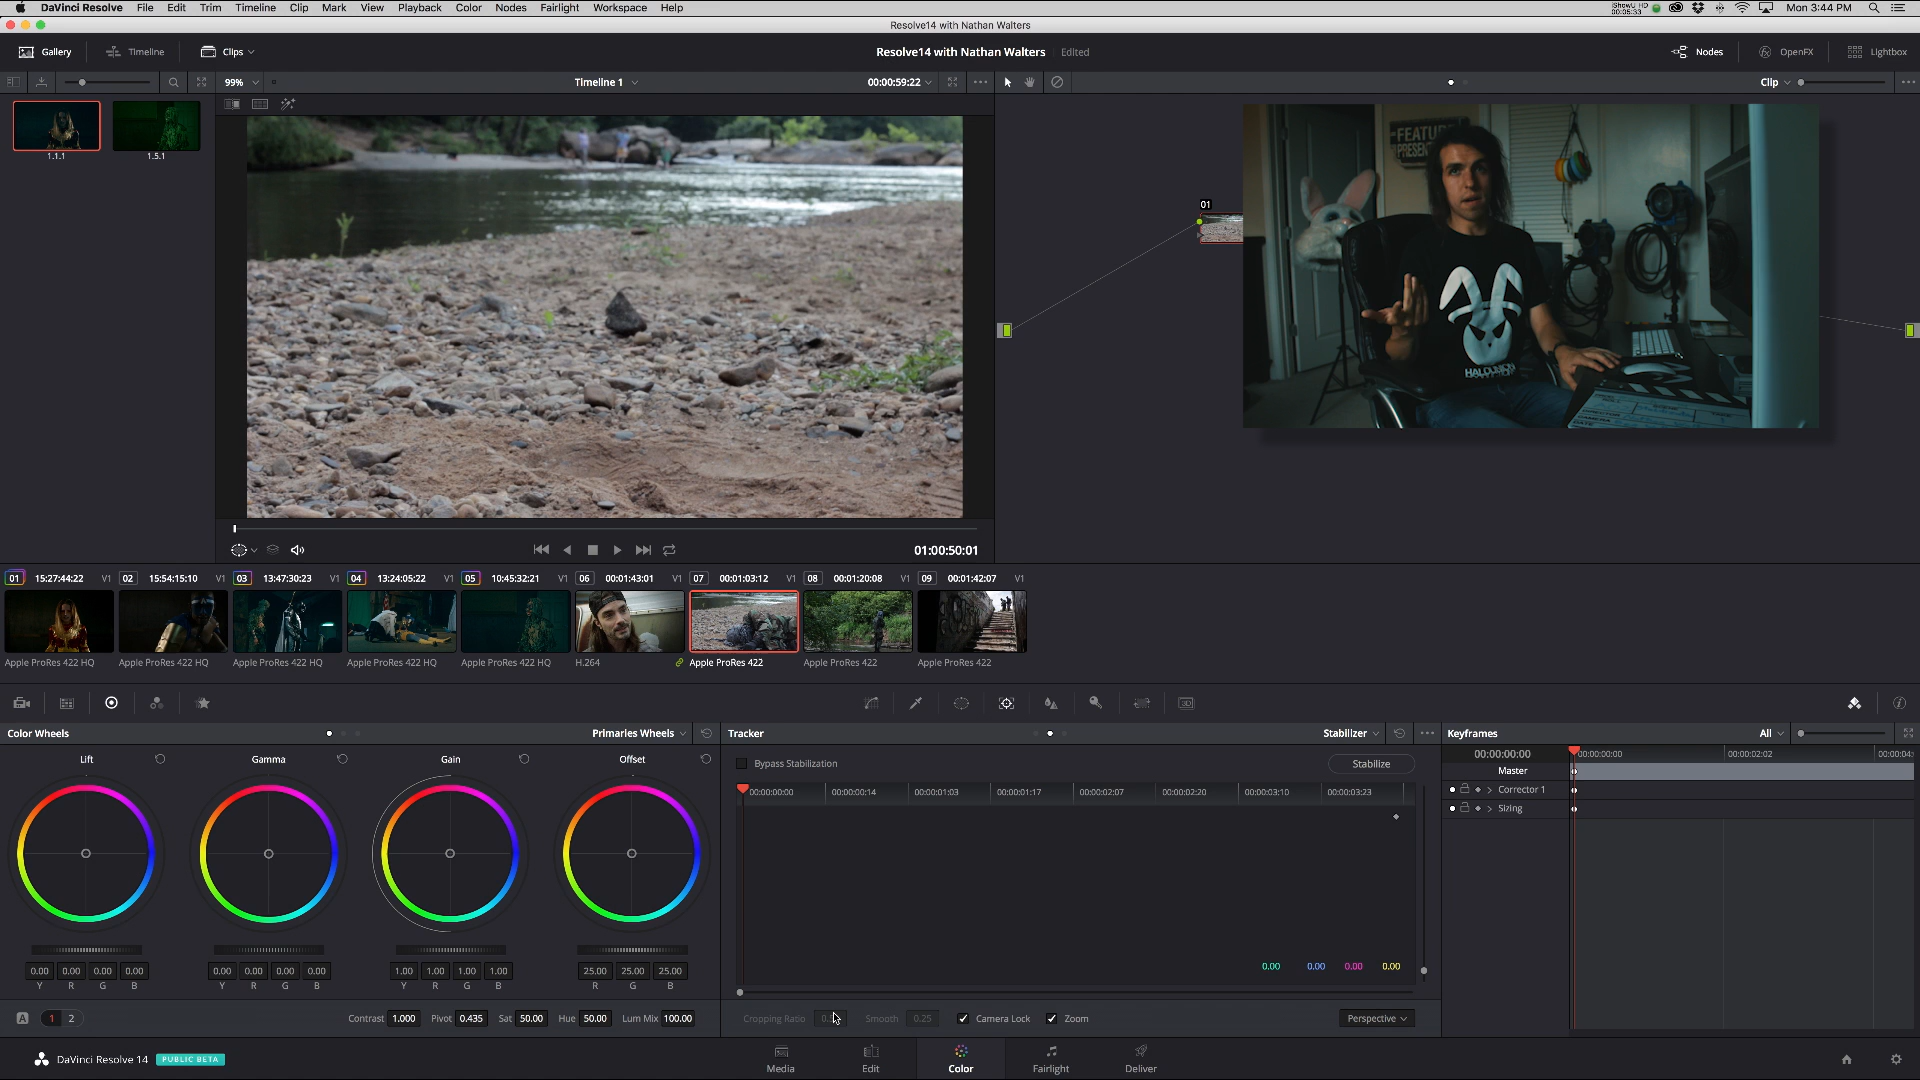 DaVinci Resolve File Edit Trim Timeline Clip Mark View Playback Color Nodes Fairlight Workspace Help
iShowU HD 00:05:33 Mon 3:44 PM
Resolve14 with Nathan Walters
Gallery Timeline Clips Resolve14 with Nathan Walters Edited Nodes OpenFX Lightbox
99% Timeline 1 00:00:59:22 Clip
1.1.1 1.5.1
01
FEATU
PRESEN
HALO
01:00:50:01
01 15:27:44:22 V1 02 15:54:15:10 V1 03 13:47:30:23 V1 04 13:24:05:22 V1 05 10:45:32:21 V1 06 00:01:43:01 V1 07 00:01:03:12 V1 08 00:01:20:08 V1 09 00:01:42:07 V1
Apple ProRes 422 HQ Apple ProRes 422 HQ Apple ProRes 422 HQ Apple ProRes 422 HQ Apple ProRes 422 HQ H.264 Apple ProRes 422 Apple ProRes 422 Apple ProRes 422
3D
Color Wheels Primaries Wheels Tracker Stabilizer Keyframes All
Lift Gamma Gain Offset
Bypass Stabilization Stabilize
00:00:00:00 00:00:00:14 00:00:01:03 00:00:01:17 00:00:02:07 00:00:02:20 00:00:03:10 00:00:03:23
00:00:00:00 00:00:00:00 00:00:02:02 00:00:04:
Master
Corrector 1
Sizing
0.00 0.00 0.00 0.00 0.00 0.00 0.00 0.00 1.00 1.00 1.00 1.00 25.00 25.00 25.00
Y R G B Y R G B Y R G B R G B
0.00 0.00 0.00 0.00
A 1 2 Contrast 1.000 Pivot 0.435 Sat 50.00 Hue 50.00 Lum Mix 100.00
Cropping Ratio Smooth 0.25 Camera Lock Zoom Perspective
DaVinci Resolve 14 PUBLIC BETA
Media Edit Color Fairlight Deliver